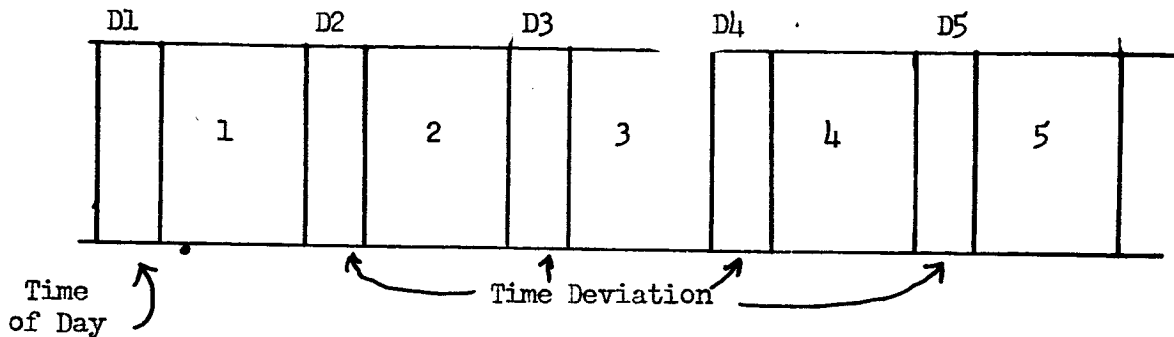 D1 D2 D3 D4 D5
1 2 3 4 5
Time Deviation
Time
of Day